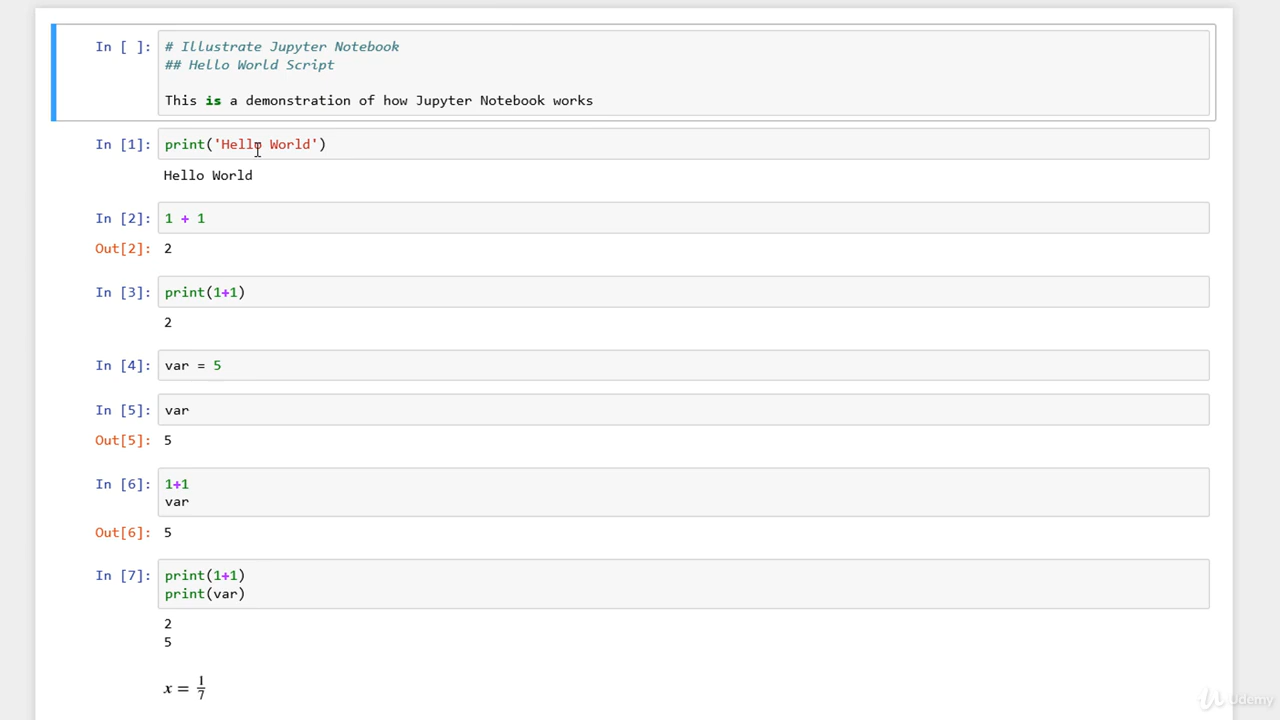 In [ ]: # Illustrate Jupyter Notebook
## Hello World Script
This is a demonstration of how Jupyter Notebook works
In [1]: print('Hello World')
Hello World
In [2]: 1 + 1
Out[2]: 2
In [3]: print(1+1)
2
In [4]: var = 5
In [5]: var
Out[5]: 5
In [6]: 1+1
var
Out[6]: 5
In [7]: print(1+1)
print(var)
2
5
x = 1/7
Udemy